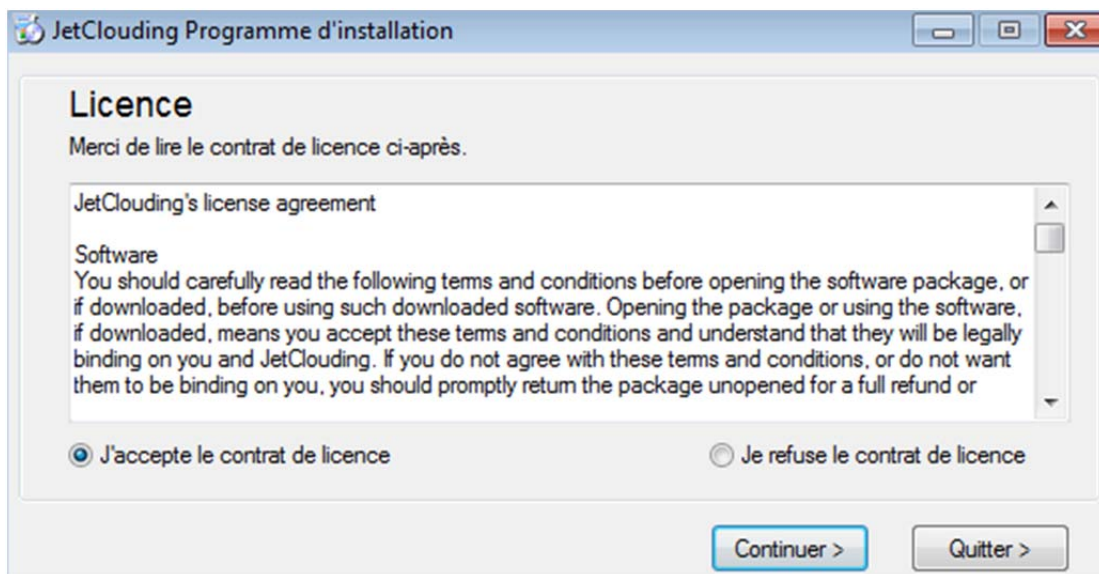 JetClouding Programme d'installation
Licence
Merci de lire le contrat de licence ci-après.
JetClouding's license agreement
Software
You should carefully read the following terms and conditions before opening the software package, or
if downloaded, before using such downloaded software. Opening the package or using the software,
if downloaded, means you accept these terms and conditions and understand that they will be legally
binding on you and JetClouding. If you do not agree with these terms and conditions, or do not want
them to be binding on you, you should promptly return the package unopened for a full refund or
J'accepte le contrat de licence
Je refuse le contrat de licence
Continuer >
Quitter >